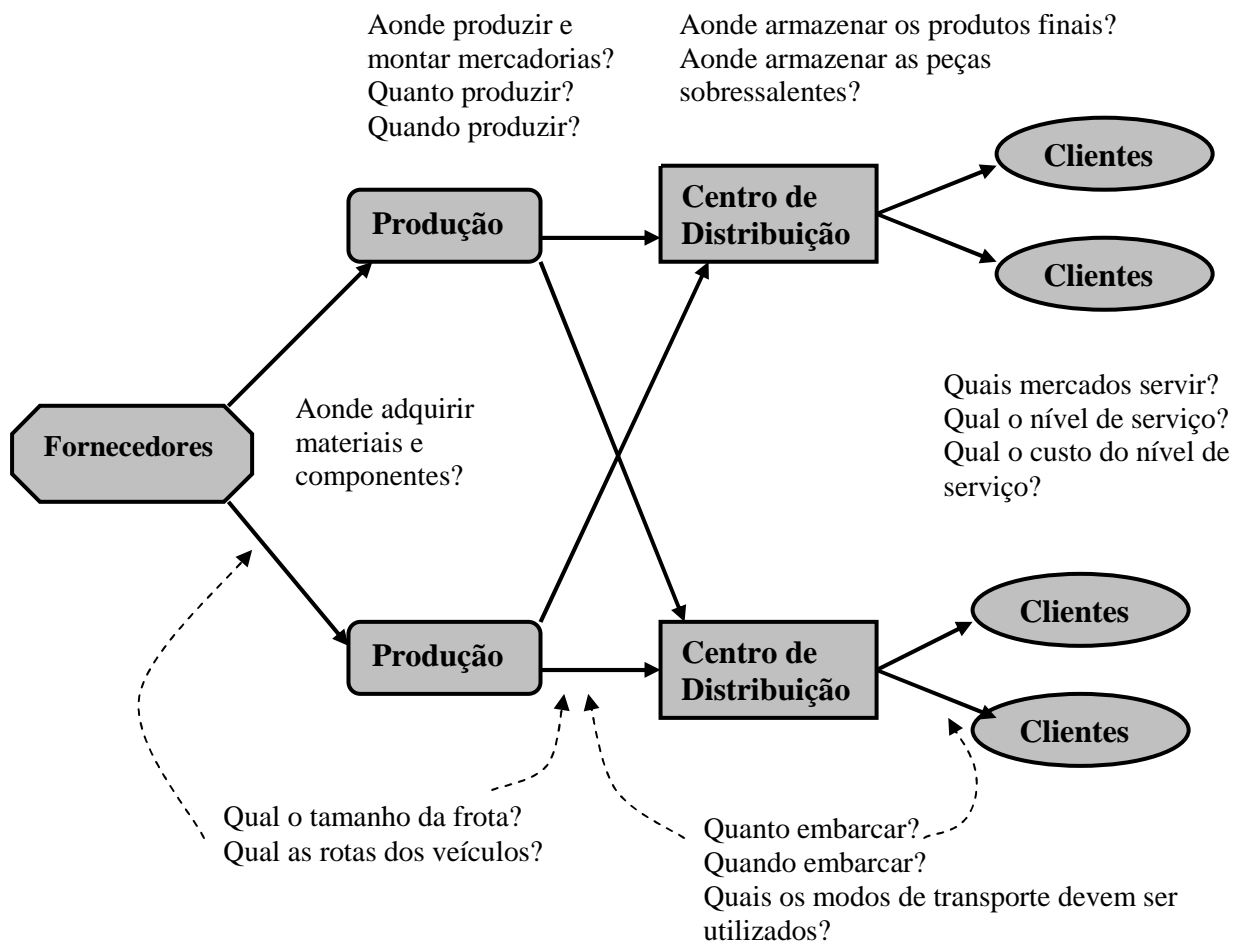 Aonde produzir e
montar mercadorias?
Quanto produzir?
Quando produzir?
Aonde armazenar os produtos finais?
Aonde armazenar as peças
sobressalentes?
Clientes
Produção
Centro de
Distribuição
Clientes
Fornecedores
Aonde adquirir
materiais e
componentes?
Quais mercados servir?
Qual o nível de serviço?
Qual o custo do nível de
serviço?
Clientes
Produção
Centro de
Distribuição
Clientes
Qual o tamanho da frota?
Qual as rotas dos veículos?
Quanto embarcar?
Quando embarcar?
Quais os modos de transporte devem ser
utilizados?